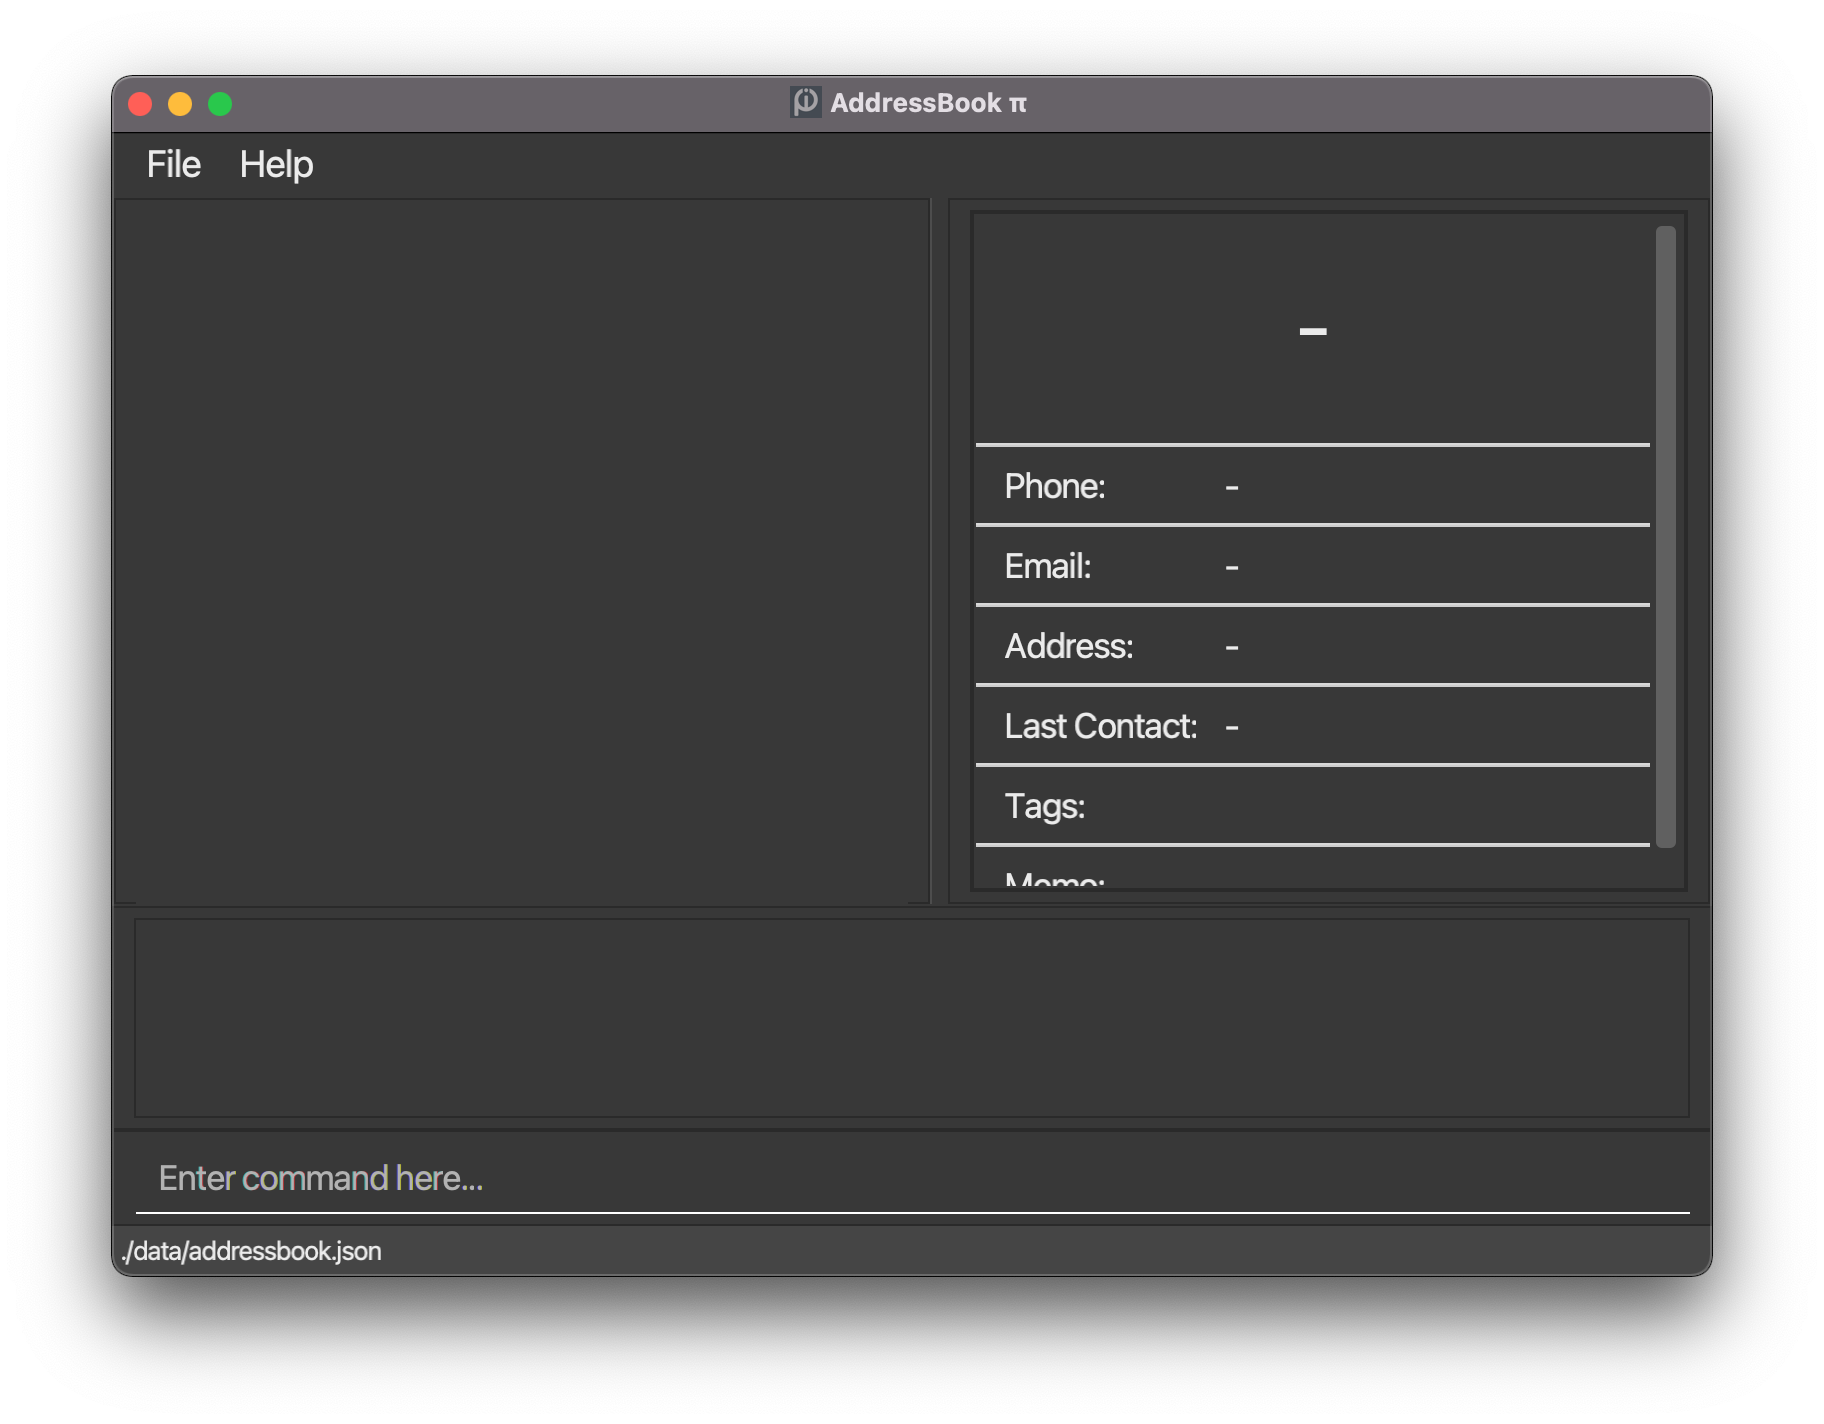 AddressBook π
File Help
-
Phone: -
Email: -
Address: -
Last Contact: -
Tags:
Memo:
Enter command here...
./data/addressbook.json